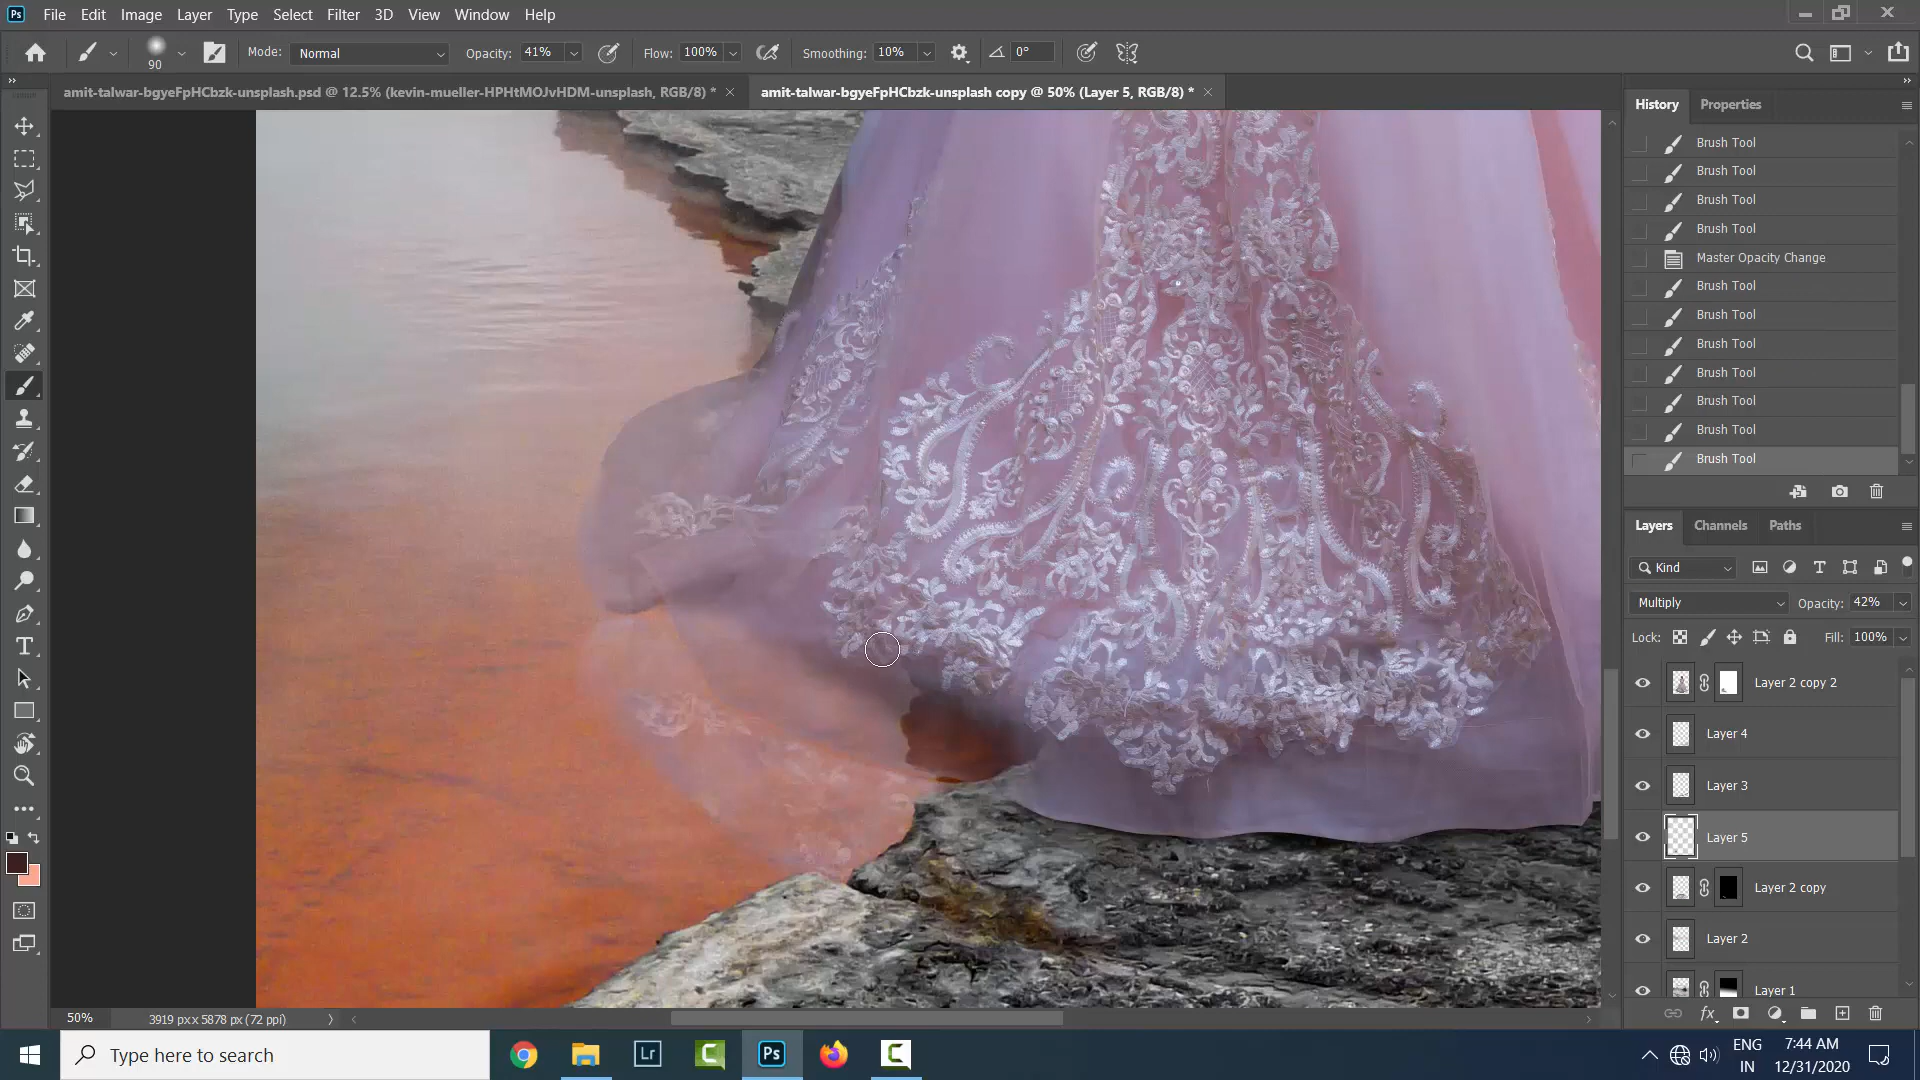 Ps File Edit Image Layer Type Select Filter 3D View Window Help
90 Mode: Normal Opacity: 41% Flow: 100% Smoothing: 10% 0°
amit-talwar-bgyeFpHCbzk-unsplash.psd @ 12.5% (kevin-mueller-HPHtMOJvHDM-unsplash, RGB/8) * amit-talwar-bgyeFpHCbzk-unsplash copy @ 50% (Layer 5, RGB/8) *
History Properties
Brush Tool
Brush Tool
Brush Tool
Brush Tool
Master Opacity Change
Brush Tool
Brush Tool
Brush Tool
Brush Tool
Brush Tool
Brush Tool
Brush Tool
Layers Channels Paths
Kind
Multiply Opacity: 42%
Lock: Fill: 100%
Layer 2 copy 2
Layer 4
Layer 3
Layer 5
Layer 2 copy
Layer 2
Layer 1
50% 3919 px x 5878 px (72 ppi)
Type here to search
Lr Ps
ENG
IN
7:44 AM
12/31/2020